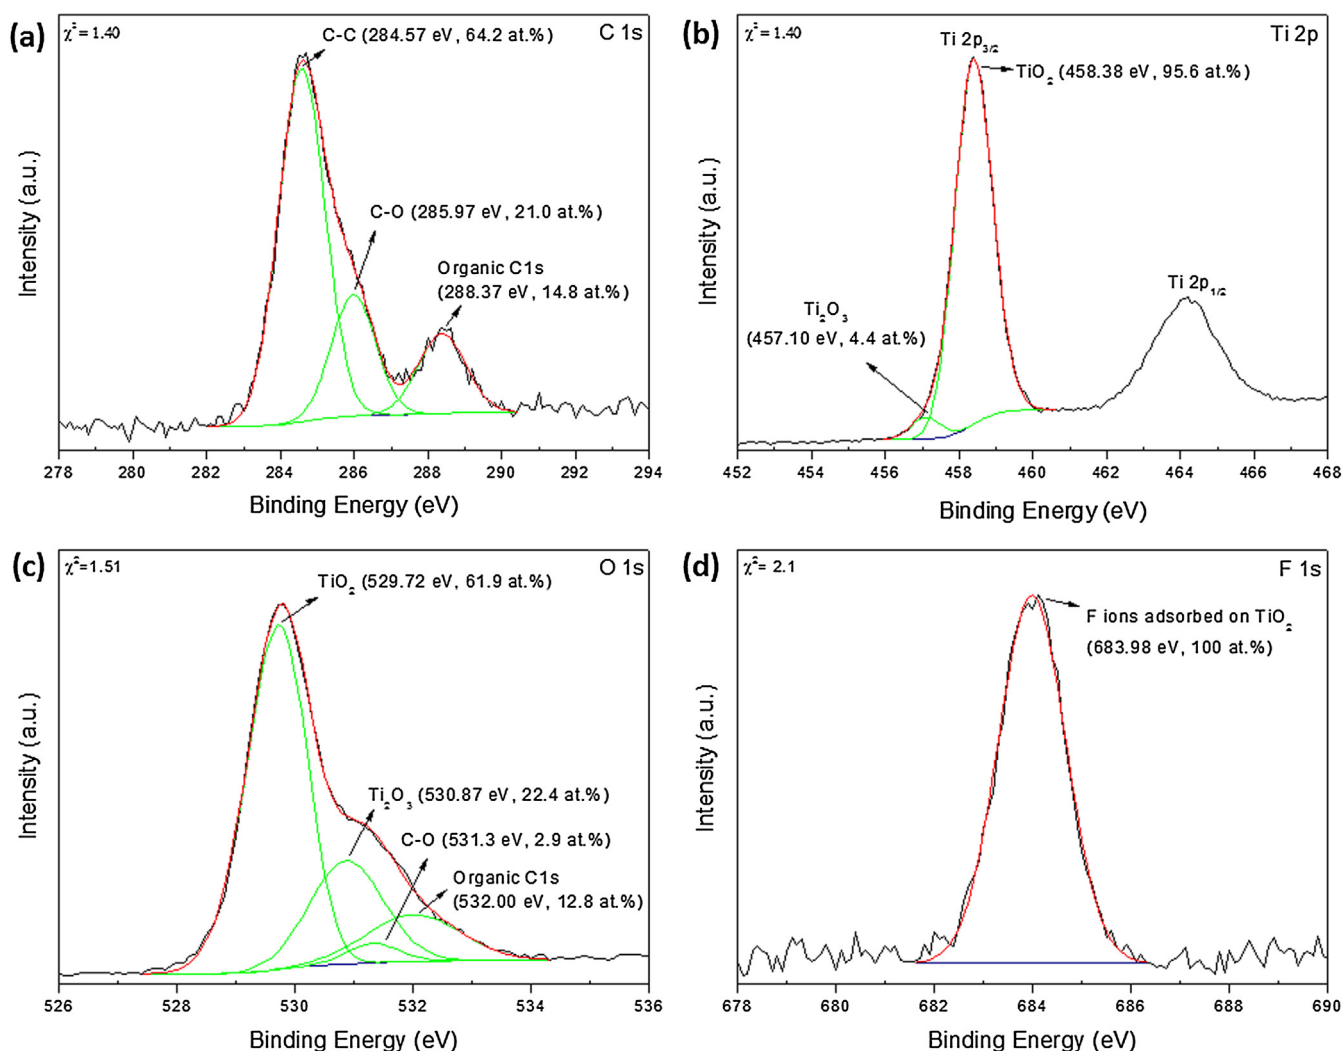 (a)
χ²= 1.40
C 1s
C-C (284.57 eV, 64.2 at.%)
C-O (285.97 eV, 21.0 at.%)
Organic C1s
(288.37 eV, 14.8 at.%)
Intensity (a.u.)
278 280 282 284 286 288 290 292 294
Binding Energy (eV)
(b)
χ²= 1.40
Ti 2p
Ti 2p₃/₂
TiO₂ (458.38 eV, 95.6 at.%)
Ti₂O₃
(457.10 eV, 4.4 at.%)
Ti 2p₁/₂
Intensity (a.u.)
452 454 456 458 460 462 464 466 468
Binding Energy (eV)
(c)
χ²=1.51
O 1s
TiO₂ (529.72 eV, 61.9 at.%)
Ti₂O₃ (530.87 eV, 22.4 at.%)
C-O (531.3 eV, 2.9 at.%)
Organic C1s
(532.00 eV, 12.8 at.%)
Intensity (a.u.)
526 528 530 532 534 536
Binding Energy (eV)
(d)
χ²= 2.1
F 1s
F ions adsorbed on TiO₂
(683.98 eV, 100 at.%)
Intensity (a.u.)
678 680 682 684 686 688 690
Binding Energy (eV)